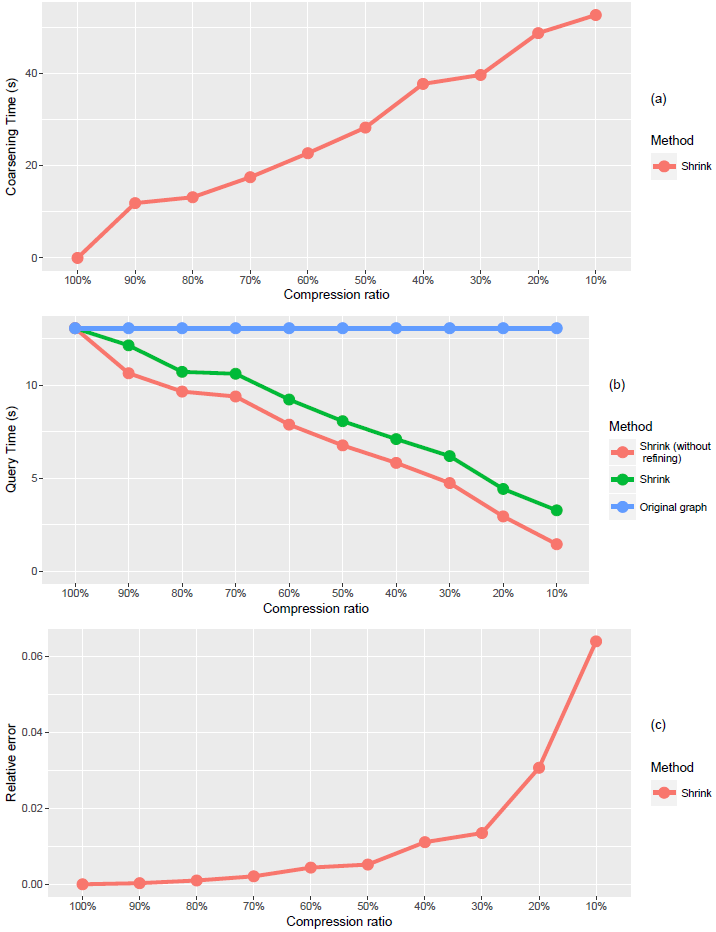 40
20
0
Coarsening Time (s)
100% 90% 80% 70% 60% 50% 40% 30% 20% 10%
Compression ratio
(a)
Method
Shrink
10
5
0
Query Time (s)
100% 90% 80% 70% 60% 50% 40% 30% 20% 10%
Compression ratio
(b)
Method
Shrink (without
refining)
Shrink
Original graph
0.06
0.04
0.02
0.00
Relative error
100% 90% 80% 70% 60% 50% 40% 30% 20% 10%
Compression ratio
(c)
Method
Shrink